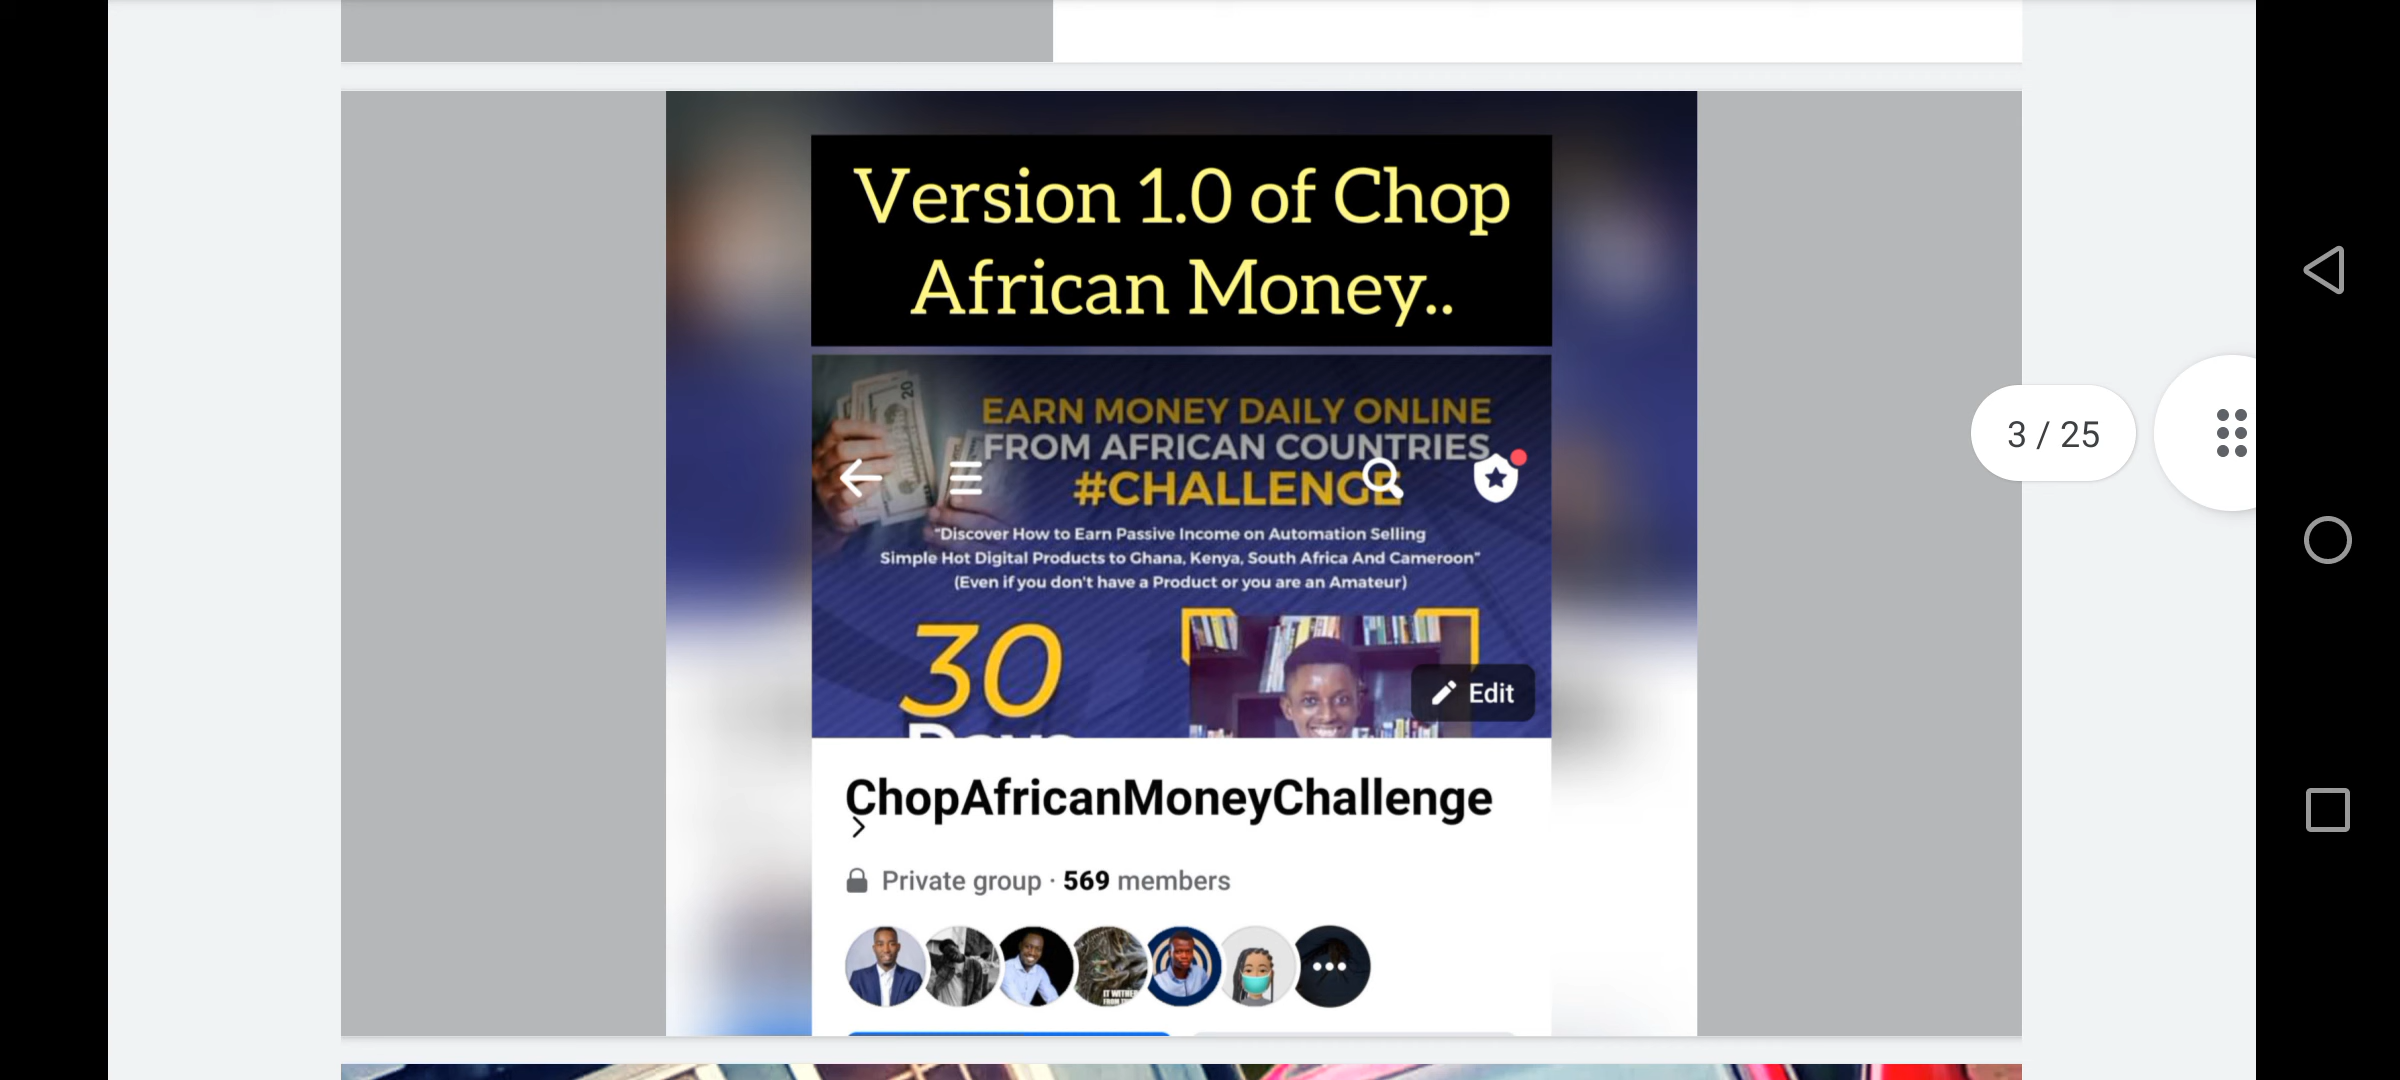 Version 1.0 of Chop
African Money..
EARN MONEY DAILY ONLINE
FROM AFRICAN COUNTRIES
#CHALLENGE
"Discover How to Earn Passive Income on Automation Selling
Simple Hot Digital Products to Ghana, Kenya, South Africa And Cameroon"
(Even if you don't have a Product or you are an Amateur)
30
Days
Edit
ChopAfricanMoneyChallenge
Private group · 569 members
3 / 25